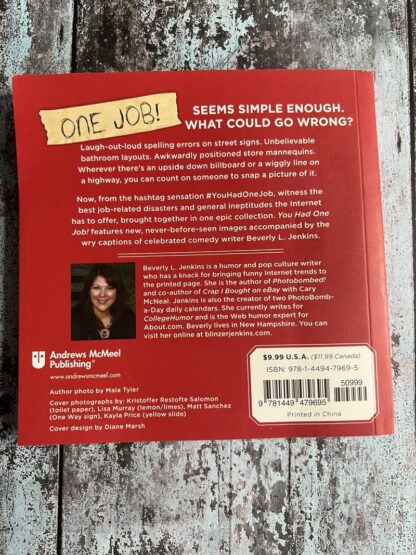 ONE JOB!
SEEMS SIMPLE ENOUGH.
WHAT COULD GO WRONG?
Laugh-out-loud spelling errors on street signs. Unbelievable
bathroom layouts. Awkwardly positioned store mannequins.
Wherever there's an upside down billboard or a wiggly line on
a highway, you can count on someone to snap a picture of it.
Now, from the hashtag sensation #YouHadOneJob, witness the
best job-related disasters and general ineptitudes the Internet
has to offer, brought together in one epic collection. You Had One
Job! features new, never-before-seen images accompanied by the
wry captions of celebrated comedy writer Beverly L. Jenkins.
Beverly L. Jenkins is a humor and pop culture writer
who has a knack for bringing funny Internet trends to
the printed page. She is the author of Photobombed!
and co-author of Crap I Bought on eBay with Cary
McNeal. Jenkins is also the creator of two PhotoBomb-
a-Day daily calendars. She currently writes for
CollegeHumor and is the Web humor expert for
About.com. Beverly lives in New Hampshire. You can
visit her online at blinzerjenkins.com.
Andrews McMeel
Publishing®
www.andrewsmcmeel.com
Author photo by Mala Tyler
Cover photographs by: Kristoffer Restofte Salomon
(toilet paper), Lisa Murray (lemon/limes), Matt Sanchez
(One Way sign), Kayla Price (yellow slide)
Cover design by Diane Marsh
$9.99 U.S.A. ($11.99 Canada)
ISBN: 978-1-4494-7969-5
50999
9 781449 479695
Printed in China